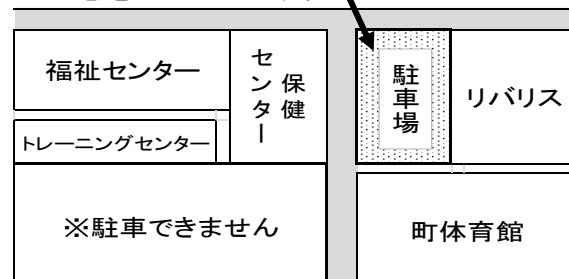 福祉センター
保健
センター
駐車場
リバリス
トレーニングセンター
※駐車できません
町体育館